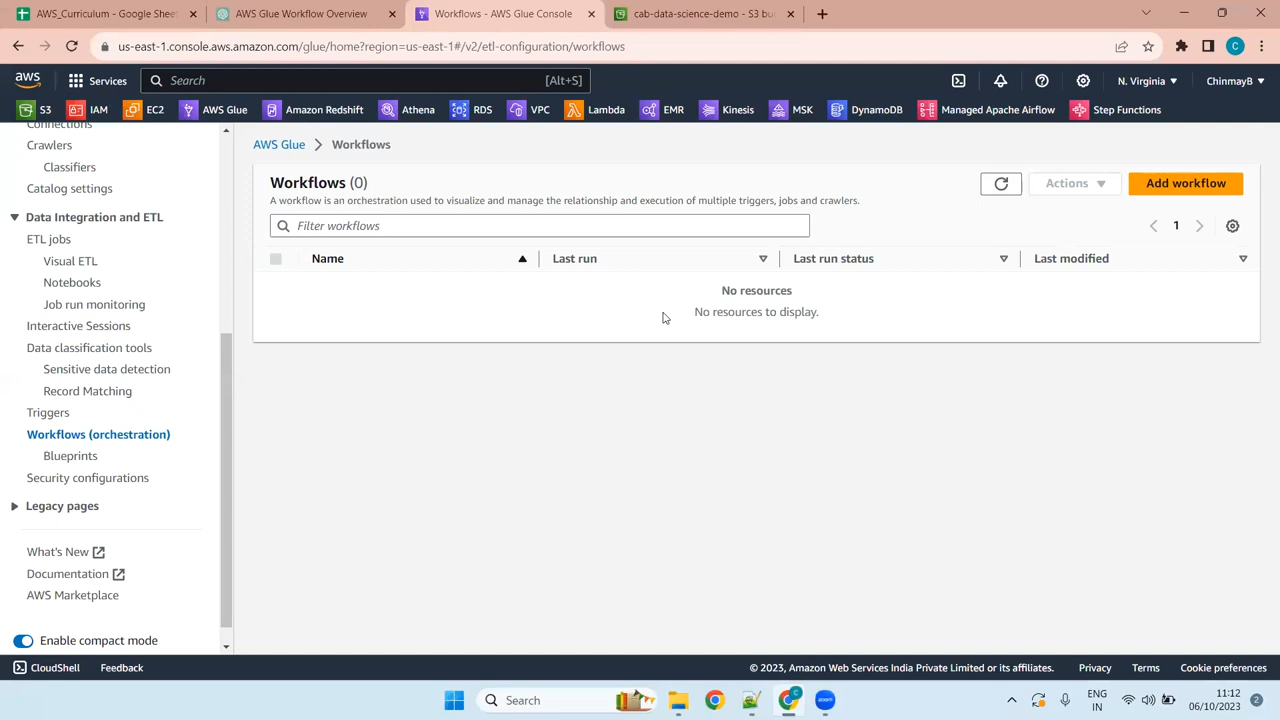 AWS_Curriculum - Google Sheet
AWS Glue Workflow Overview
Workflows - AWS Glue Console
cab-data-science-demo - S3 bu
us-east-1.console.aws.amazon.com/glue/home?region=us-east-1#/v2/etl-configuration/workflows
C
aws
Services
Search
[Alt+S]
N. Virginia
ChinmayB
S3
IAM
EC2
AWS Glue
Amazon Redshift
Athena
RDS
VPC
Lambda
EMR
Kinesis
MSK
DynamoDB
Managed Apache Airflow
Step Functions
Connections
Crawlers
Classifiers
Catalog settings
Data Integration and ETL
ETL jobs
Visual ETL
Notebooks
Job run monitoring
Interactive Sessions
Data classification tools
Sensitive data detection
Record Matching
Triggers
Workflows (orchestration)
Blueprints
Security configurations
Legacy pages
What's New
Documentation
AWS Marketplace
Enable compact mode
AWS Glue
Workflows
Workflows (0)
A workflow is an orchestration used to visualize and manage the relationship and execution of multiple triggers, jobs and crawlers.
Actions
Add workflow
Filter workflows
1
Name
Last run
Last run status
Last modified
No resources
No resources to display.
CloudShell
Feedback
© 2023, Amazon Web Services India Private Limited or its affiliates.
Privacy
Terms
Cookie preferences
Search
C
zoom
ENG
IN
11:12
06/10/2023
2